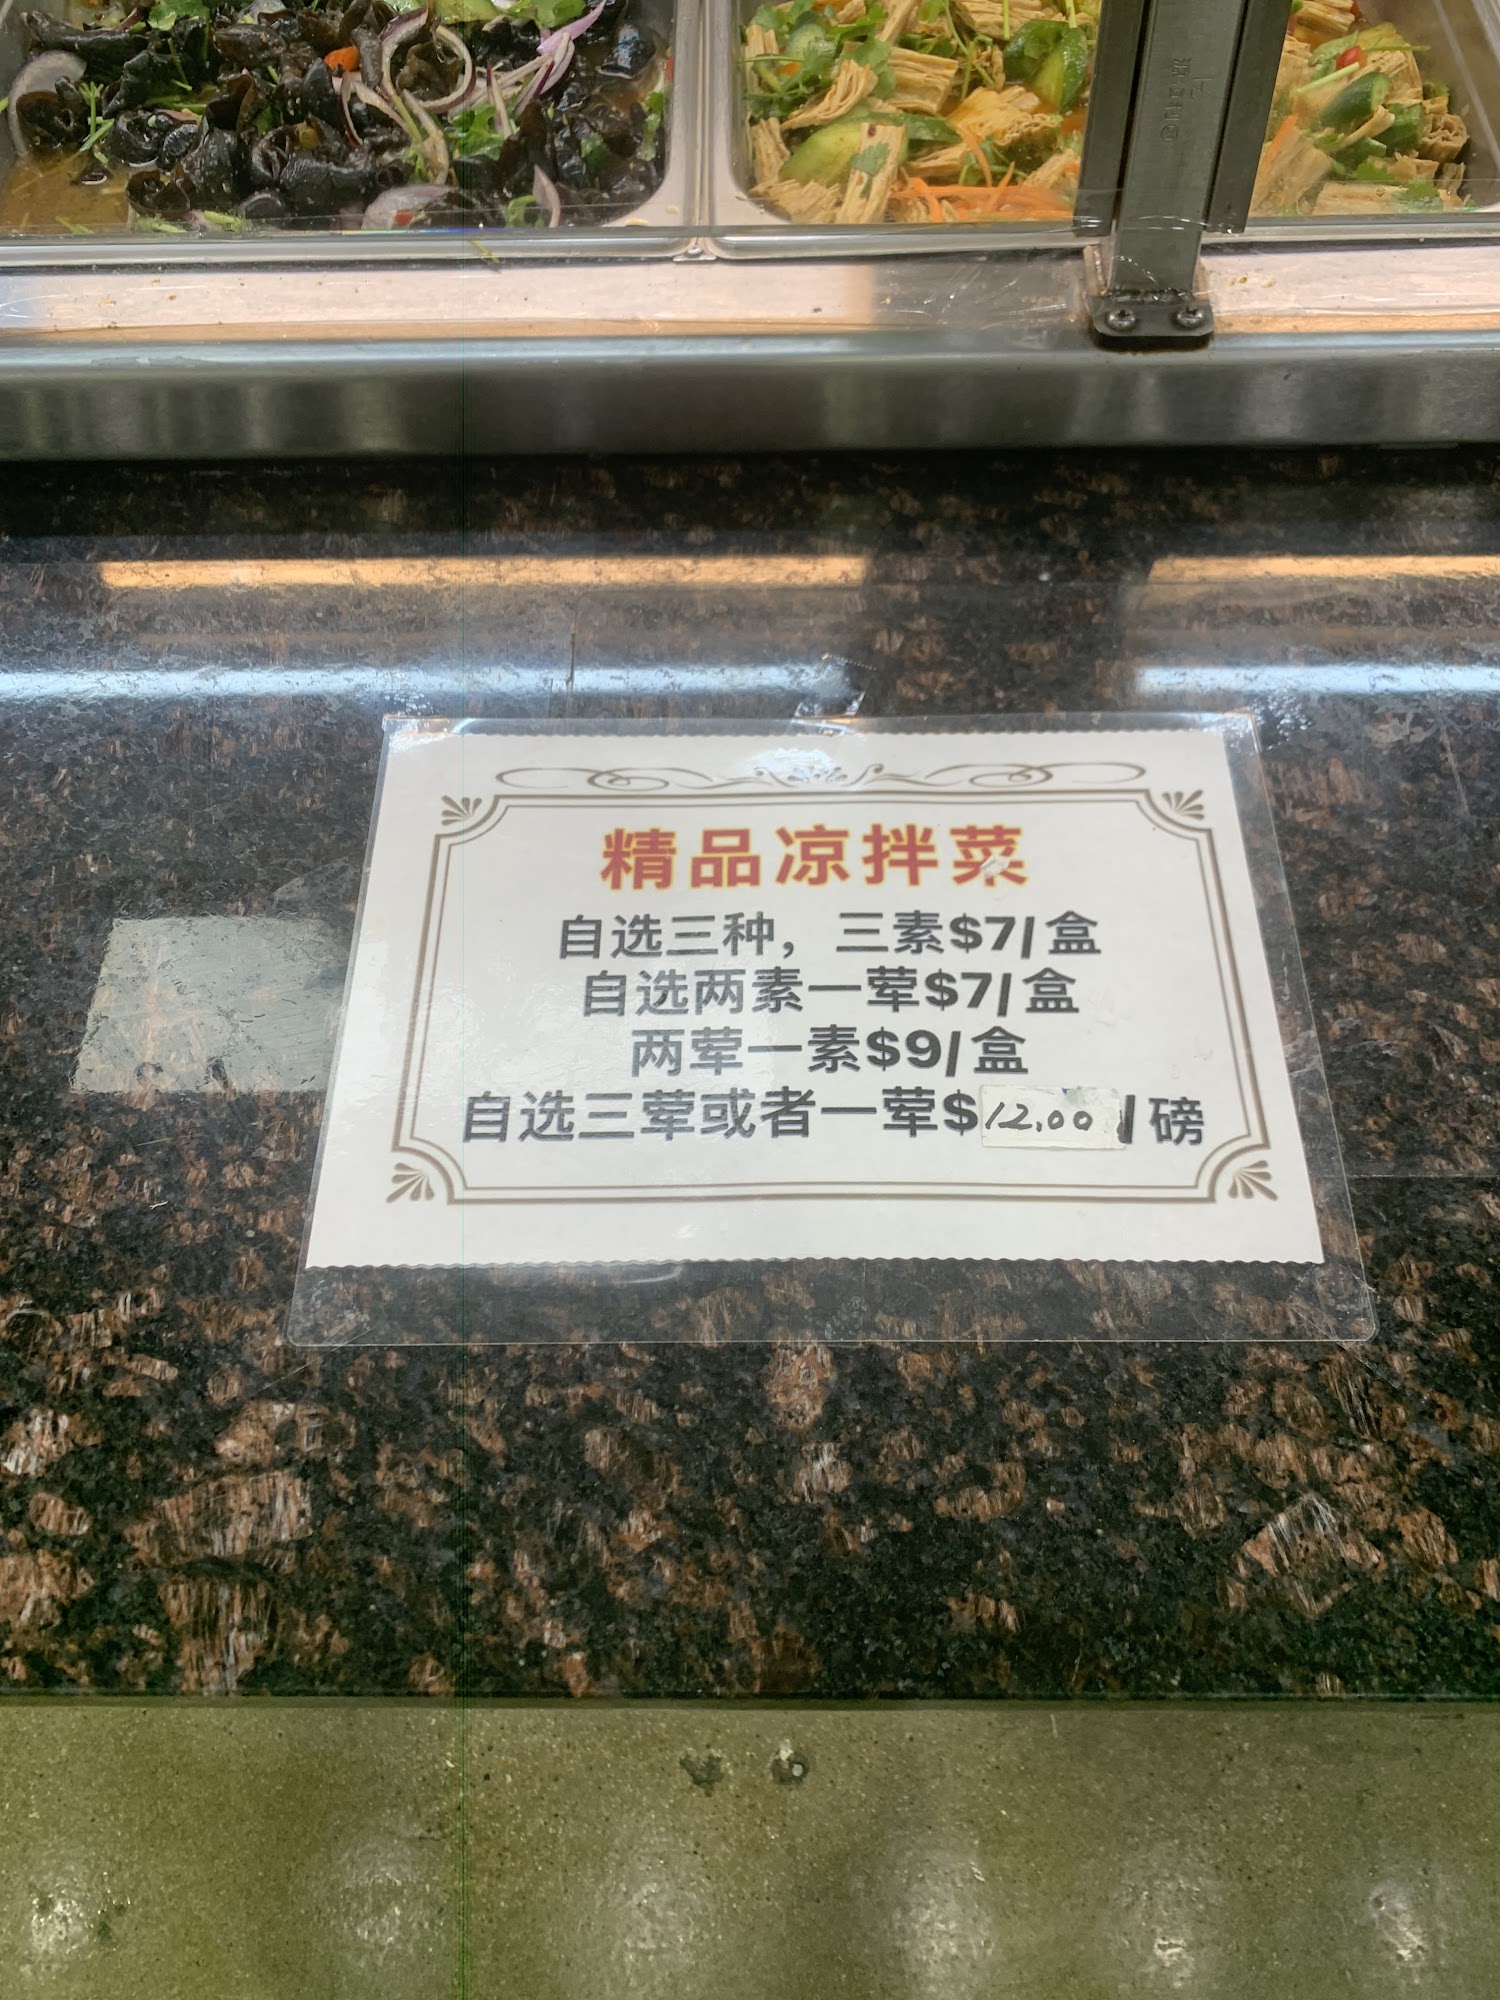 精品凉拌菜
自选三种，三素$7/盒
自选两素一荤$7/盒
两荤一素$9/盒
自选三荤或者一荤$12.00/磅